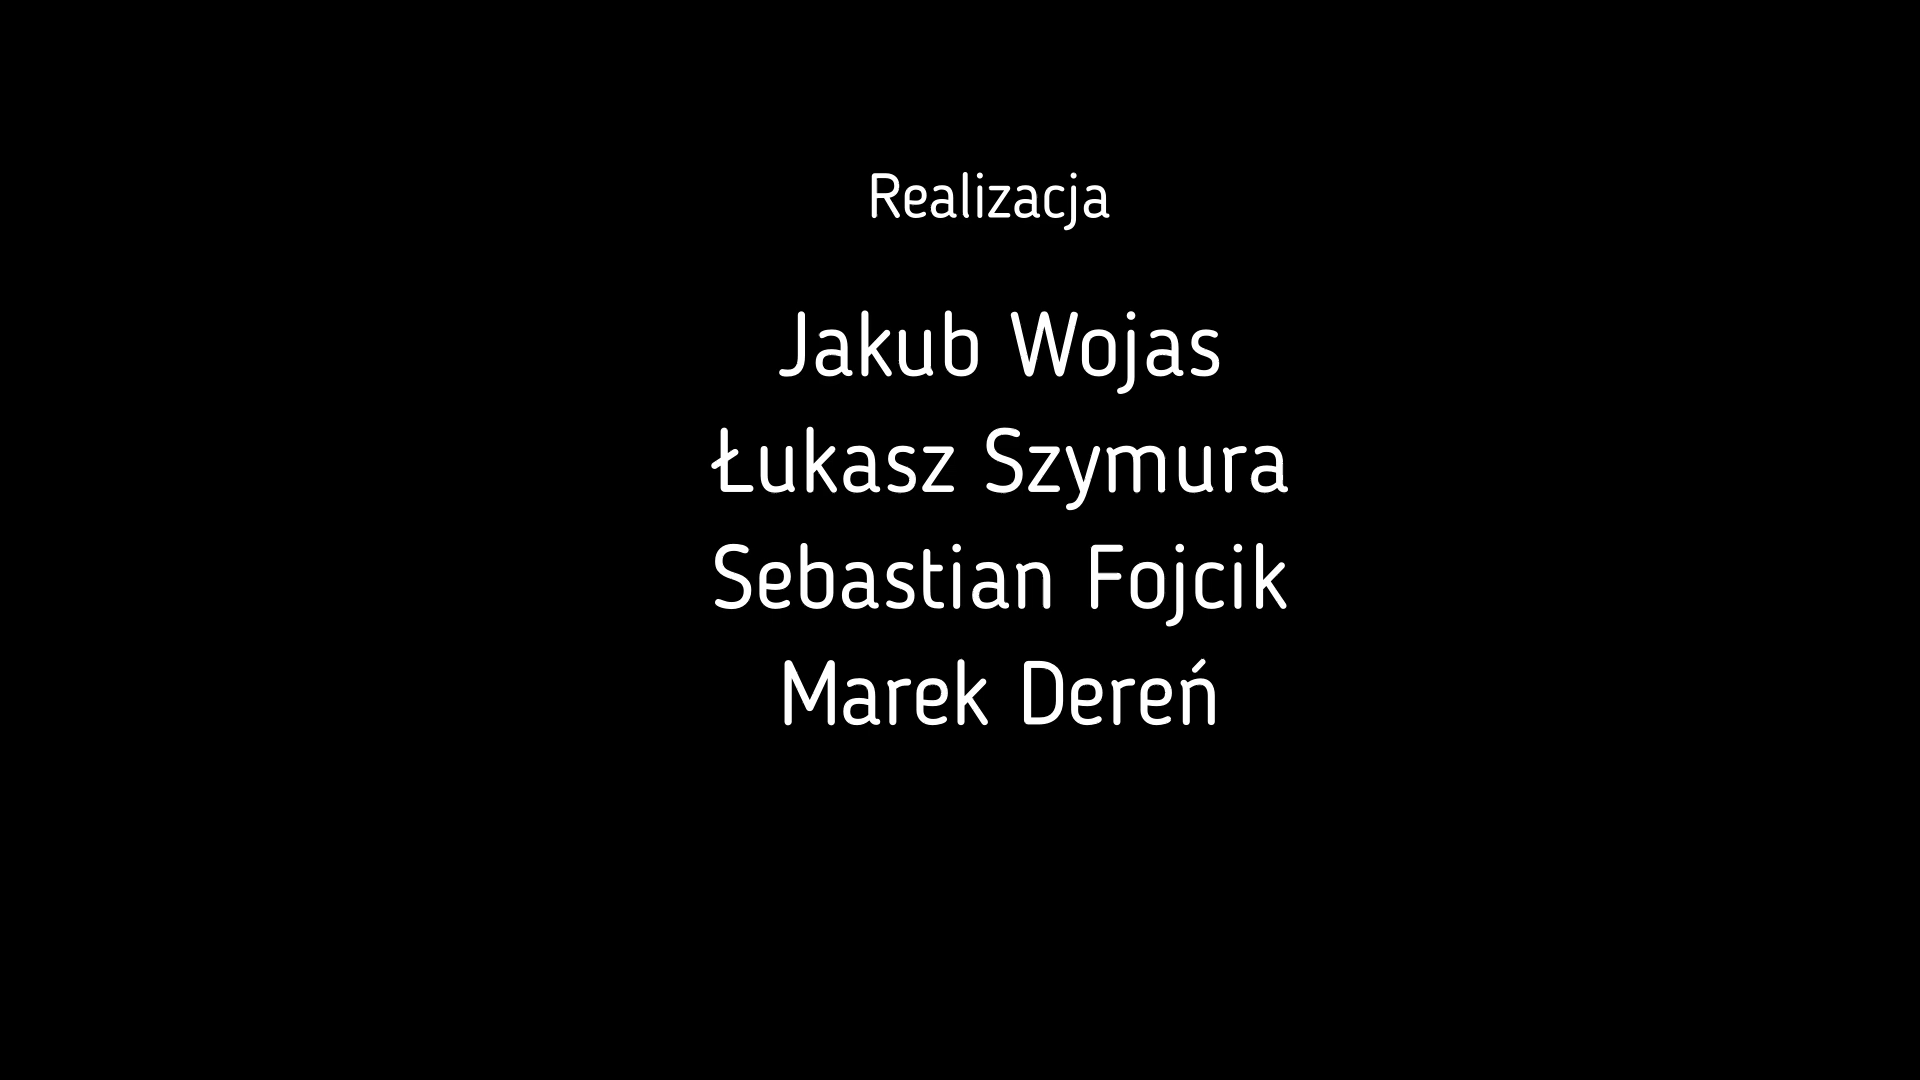 Realizacja
Jakub Wojas
Łukasz Szymura
Sebastian Fojcik
Marek Dereń